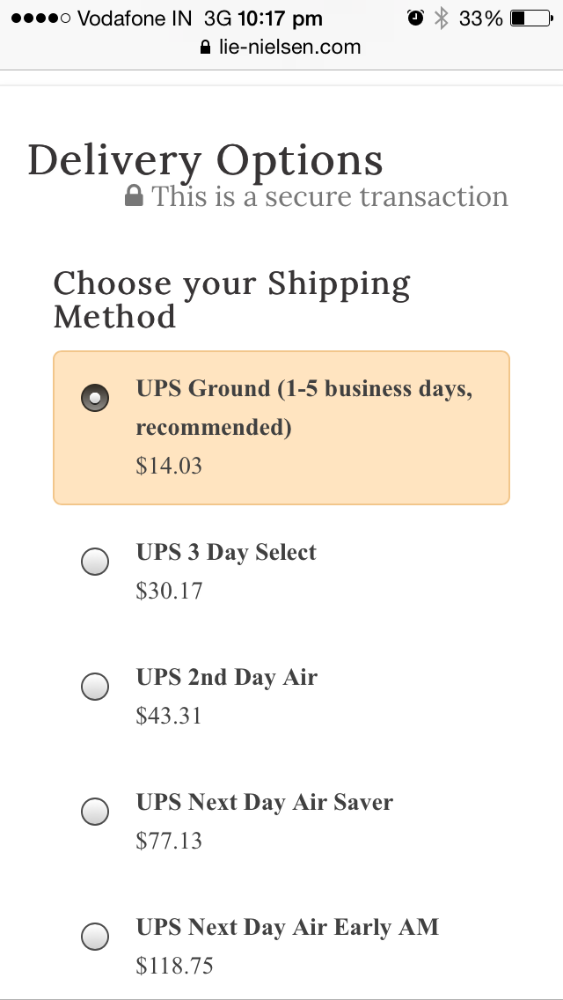 Vodafone IN 3G 10:17 pm 33%
lie-nielsen.com
Delivery Options
This is a secure transaction
Choose your Shipping
Method
UPS Ground (1-5 business days,
recommended)
$14.03
UPS 3 Day Select
$30.17
UPS 2nd Day Air
$43.31
UPS Next Day Air Saver
$77.13
UPS Next Day Air Early AM
$118.75